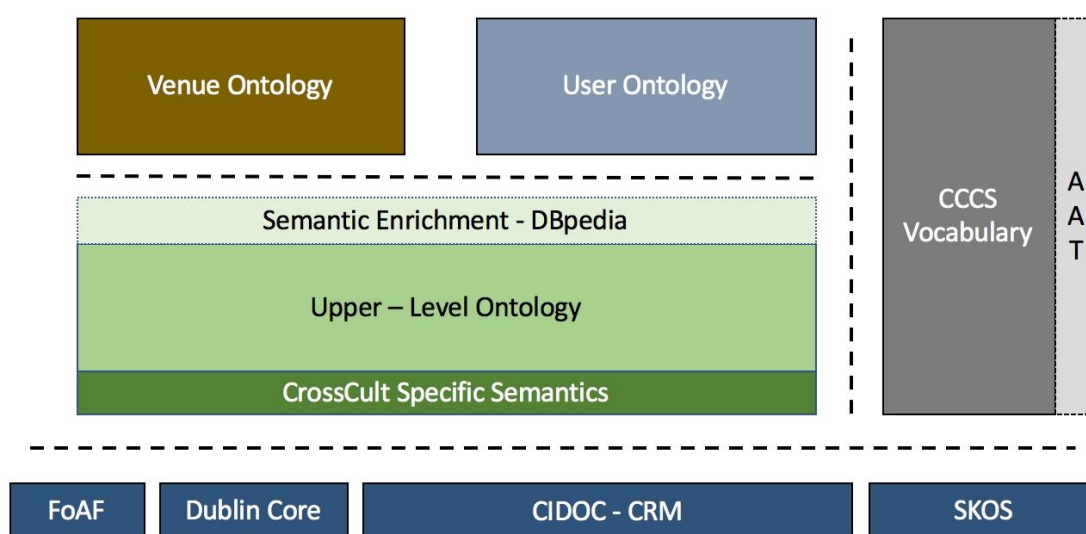 Venue Ontology
User Ontology
Semantic Enrichment - DBpedia
Upper – Level Ontology
CrossCult Specific Semantics
CCCS
Vocabulary
A
A
T
FoAF
Dublin Core
CIDOC - CRM
SKOS